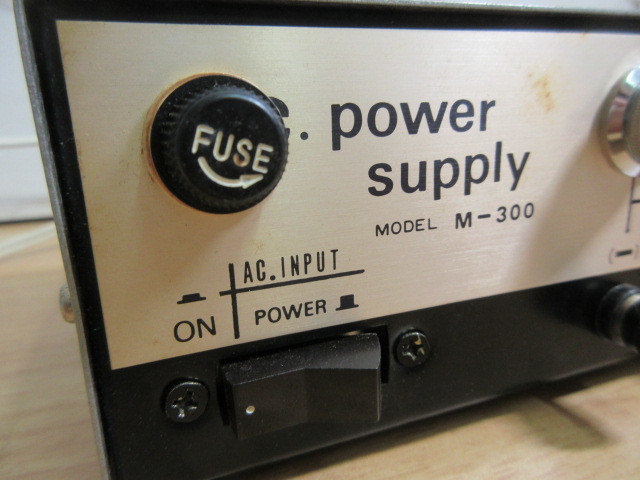 FUSE
C. power
supply
MODEL M-300
AC.INPUT
ON POWER
(-)